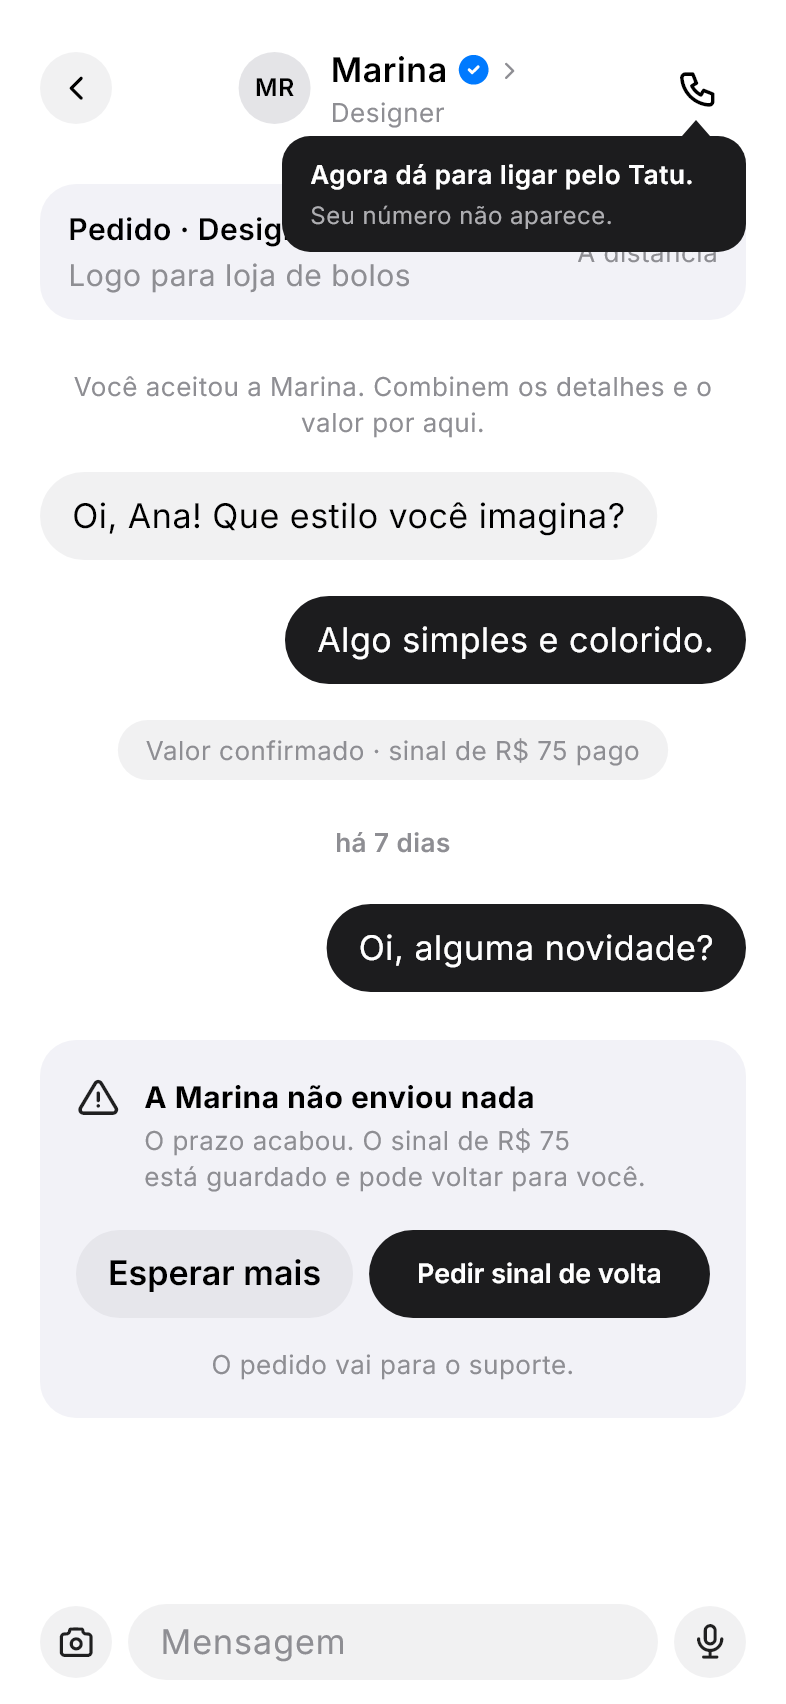 MR
Marina
Designer
Agora dá para ligar pelo Tatu.
Seu número não aparece.
Pedido · Desig
A distância
Logo para loja de bolos
Você aceitou a Marina. Combinem os detalhes e o
valor por aqui.
Oi, Ana! Que estilo você imagina?
Algo simples e colorido.
Valor confirmado · sinal de R$ 75 pago
há 7 dias
Oi, alguma novidade?
A Marina não enviou nada
O prazo acabou. O sinal de R$ 75
está guardado e pode voltar para você.
Esperar mais
Pedir sinal de volta
O pedido vai para o suporte.
Mensagem